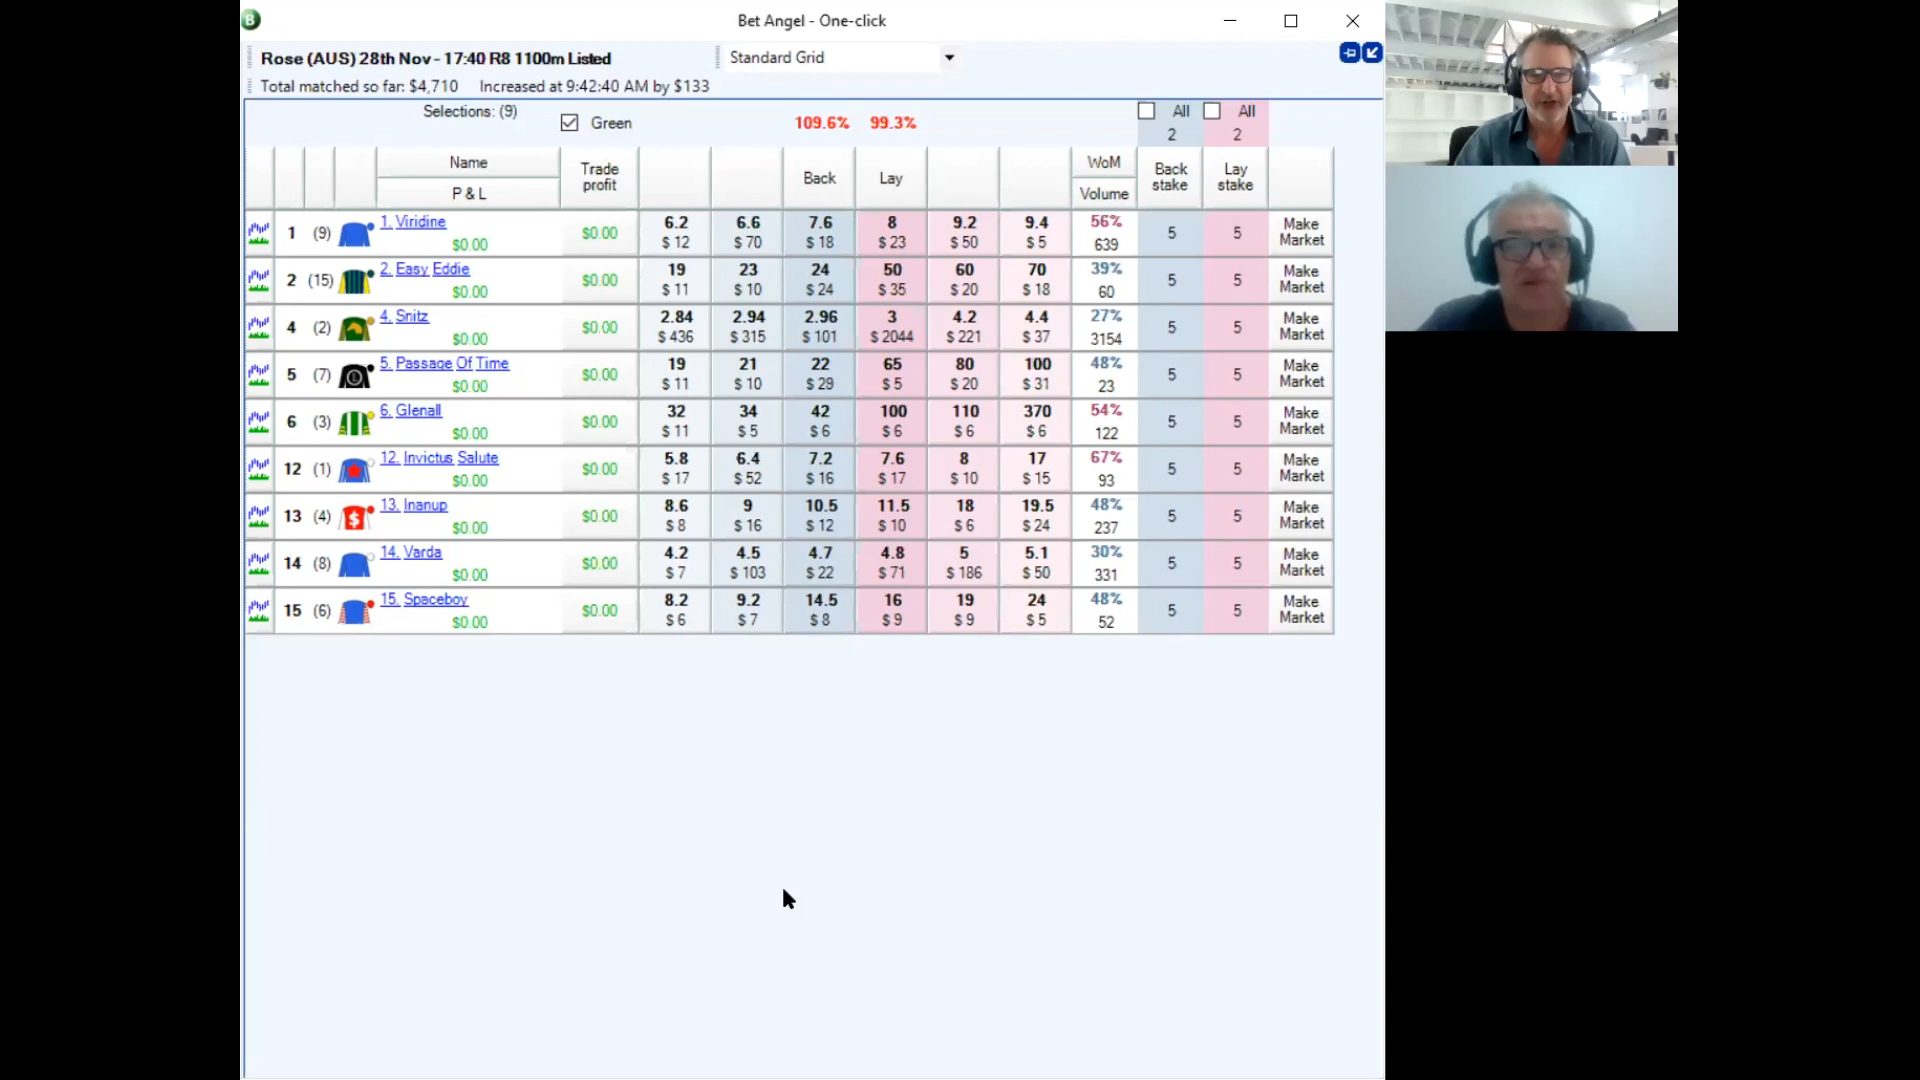 Bet Angel - One-click
Rose (AUS) 28th Nov - 17:40 R8 1100m Listed
Standard Grid
Total matched so far: $4,710 Increased at 9:42:40 AM by $133
Selections: (9)
Green
109.6% 99.3%
All All
2 2
Name
P & L
Trade profit
Back
Lay
WoM
Volume
Back stake
Lay stake
1 (9) 1. Viridine $0.00 $0.00 6.2 6.6 7.6 8 9.2 9.4 56% 5 5 Make Market
$ 12 $ 70 $ 18 $ 23 $ 50 $ 5 639
2 (15) 2. Easy Eddie $0.00 $0.00 19 23 24 50 60 70 39% 5 5 Make Market
$ 11 $ 10 $ 24 $ 35 $ 20 $ 18 60
4 (2) 4. Snitz $0.00 $0.00 2.84 2.94 2.96 3 4.2 4.4 27% 5 5 Make Market
$ 436 $ 315 $ 101 $ 2044 $ 221 $ 37 3154
5 (7) 5. Passage Of Time $0.00 $0.00 19 21 22 65 80 100 48% 5 5 Make Market
$ 11 $ 10 $ 29 $ 5 $ 20 $ 31 23
6 (3) 6. Glenall $0.00 $0.00 32 34 42 100 110 370 54% 5 5 Make Market
$ 11 $ 5 $ 6 $ 6 $ 6 $ 6 122
12 (1) 12. Invictus Salute $0.00 $0.00 5.8 6.4 7.2 7.6 8 17 67% 5 5 Make Market
$ 17 $ 52 $ 16 $ 17 $ 10 $ 15 93
13 (4) 13. Inanup $0.00 $0.00 8.6 9 10.5 11.5 18 19.5 48% 5 5 Make Market
$ 8 $ 16 $ 12 $ 10 $ 6 $ 24 237
14 (8) 14. Varda $0.00 $0.00 4.2 4.5 4.7 4.8 5 5.1 30% 5 5 Make Market
$ 7 $ 103 $ 22 $ 71 $ 186 $ 50 331
15 (6) 15. Spaceboy $0.00 $0.00 8.2 9.2 14.5 16 19 24 48% 5 5 Make Market
$ 6 $ 7 $ 8 $ 9 $ 9 $ 5 52